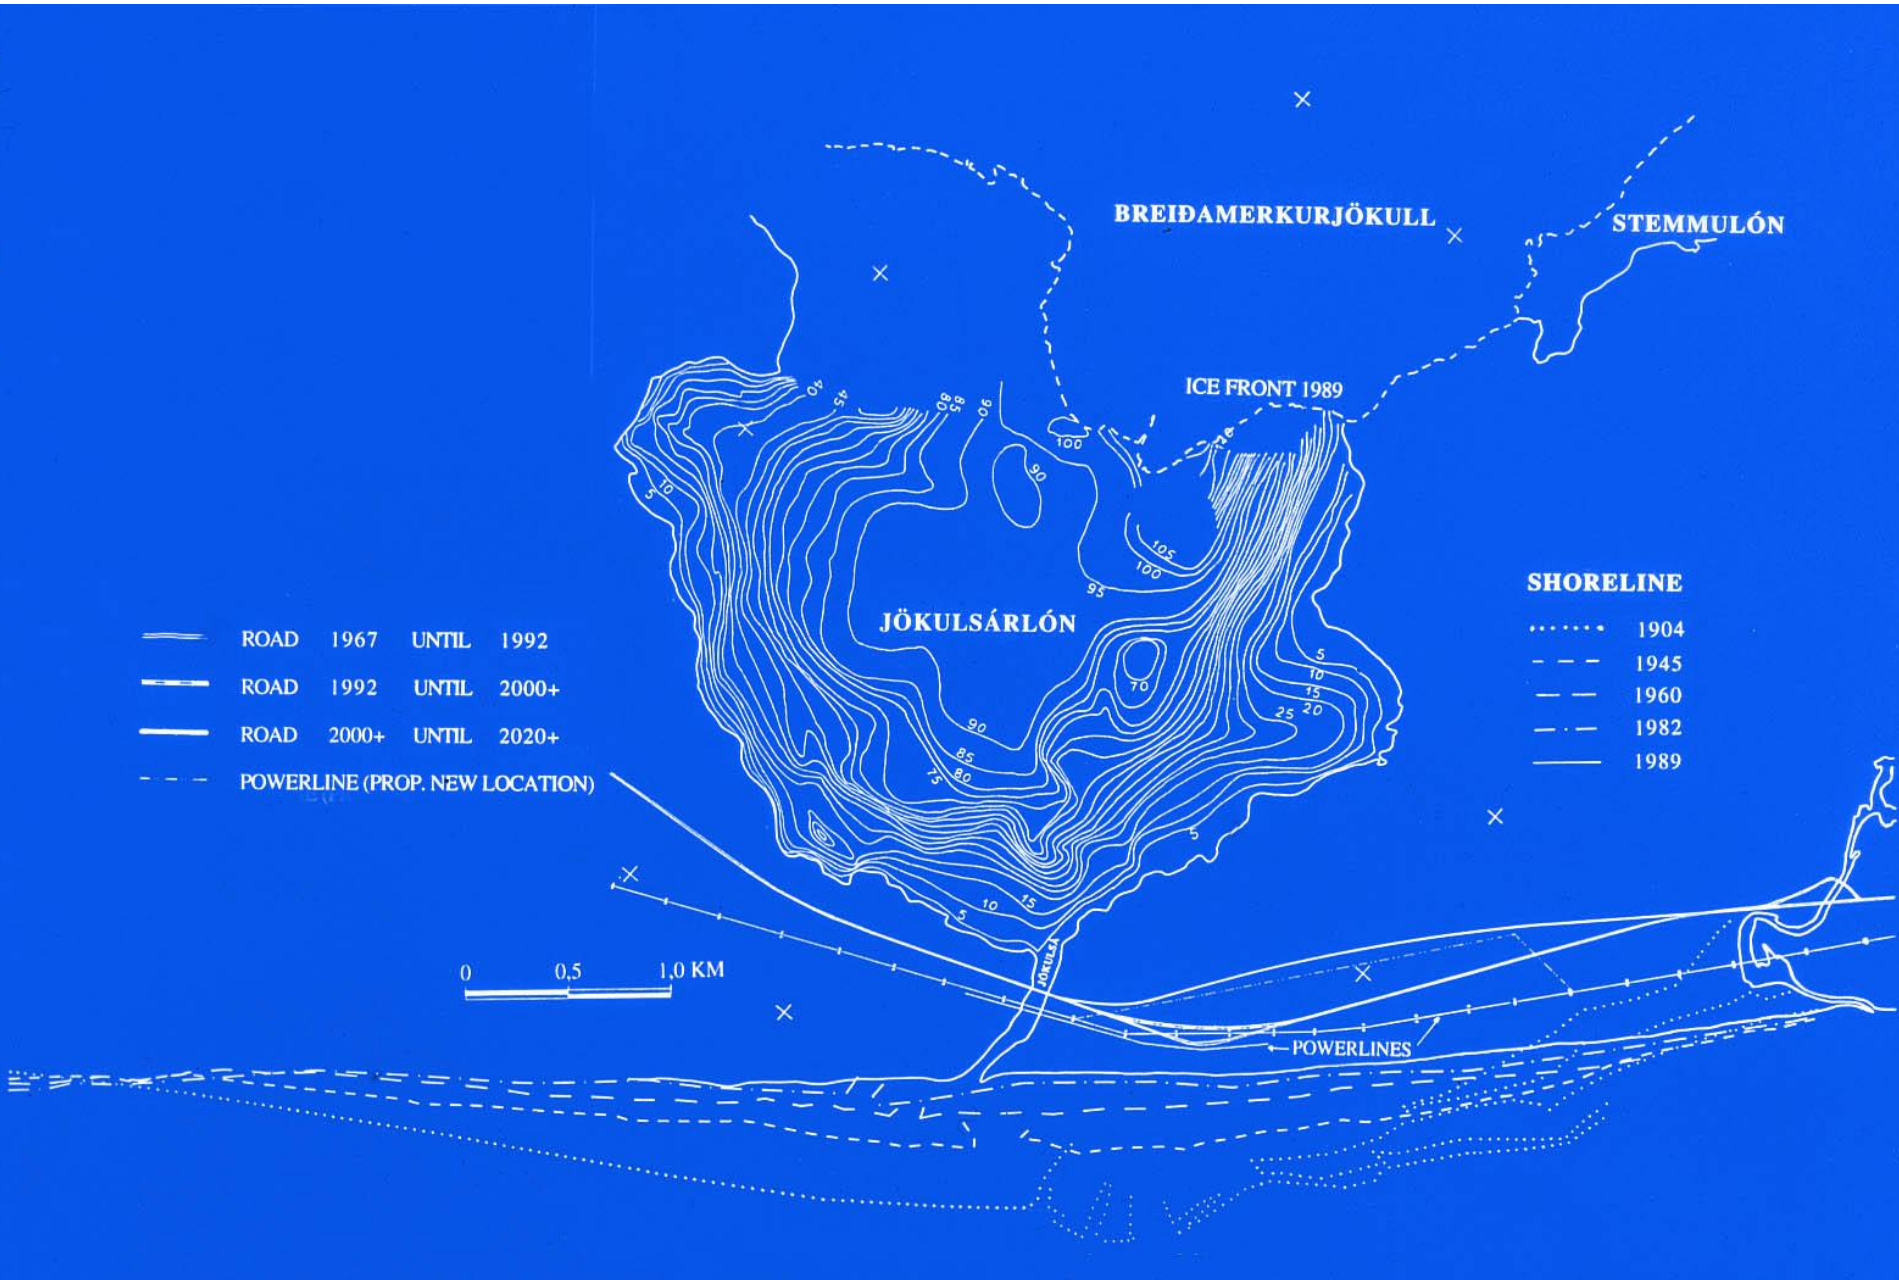 BREIÐAMERKURJÖKULL
STEMMULÓN
ICE FRONT 1989
40
45
80
85
90
100
90
10
5
105
100
95
JÖKULSÁRLÓN
70
5
10
15
20
25
90
85
80
75
5
15
10
5
JÖKULSÁ
SHORELINE
1904
1945
1960
1982
1989
ROAD 1967 UNTIL 1992
ROAD 1992 UNTIL 2000+
ROAD 2000+ UNTIL 2020+
POWERLINE (PROP. NEW LOCATION)
0 0,5 1,0 KM
POWERLINES